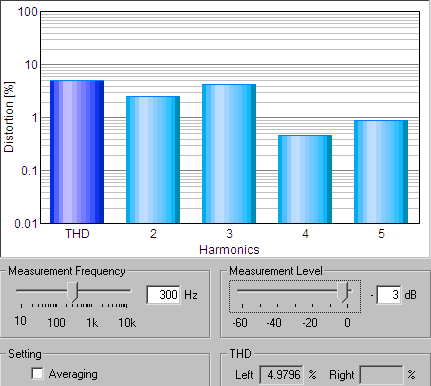 100
10
1
0.1
0.01
Distortion [%]
THD 2 3 4 5
Harmonics
Measurement Frequency
300 Hz
10 100 1k 10k
Measurement Level
- 3 dB
-60 -40 -20 0
Setting
Averaging
THD
Left 4.9796 % Right %